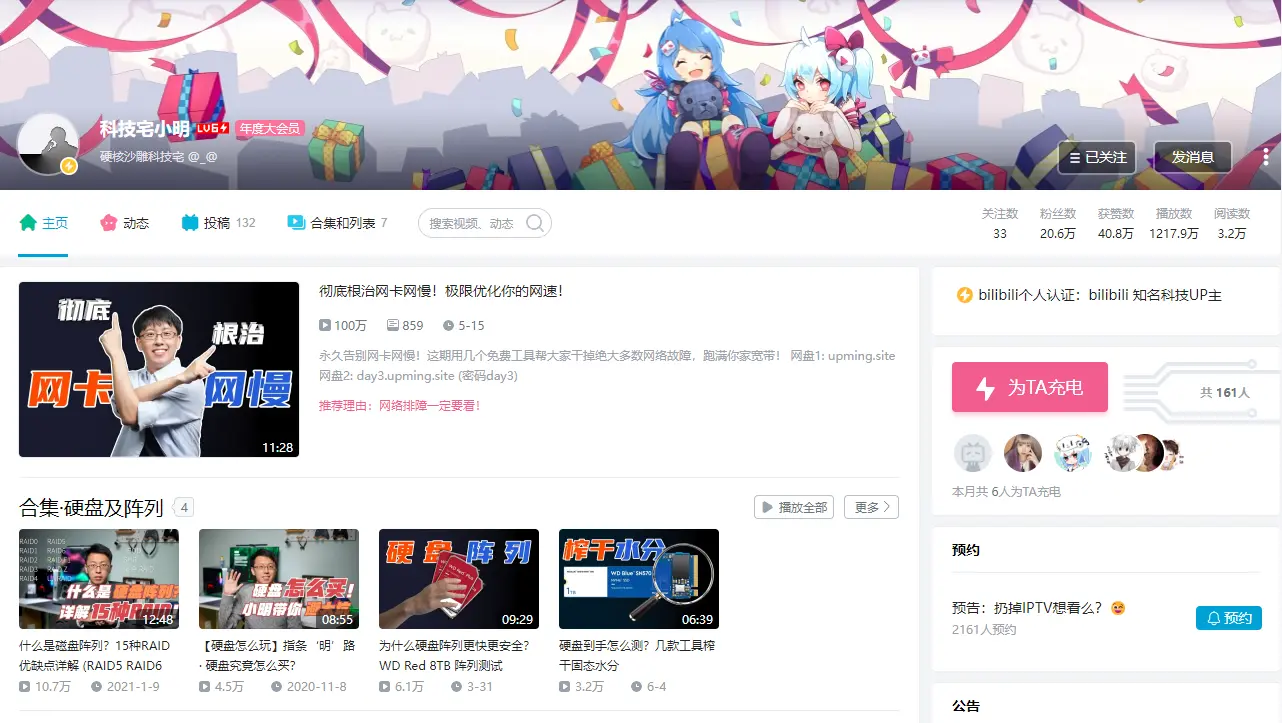 科技宅小明 LV6 年度大会员
硬核沙雕科技宅 @_@
已关注
发消息
主页
动态
投稿 132
合集和列表 7
搜索视频、动态
关注数 粉丝数 获赞数 播放数 阅读数
33 20.6万 40.8万 1217.9万 3.2万
彻底
根治
网卡
网慢
11:28
彻底根治网卡网慢！极限优化你的网速！
100万 859 5-15
永久告别网卡网慢！这期用几个免费工具帮大家干掉绝大多数网络故障，跑满你家宽带！ 网盘1: upming.site
网盘2: day3.upming.site (密码day3)
推荐理由：网络排障一定要看！
bilibili个人认证：bilibili 知名科技UP主
为TA充电
共 161人
本月共 6人为TA充电
合集·硬盘及阵列 4
播放全部
更多
RAID0 RAID5
什么是硬盘阵列?
详解15种RAID!
12:48
硬盘怎么买!
小明带你
08:55
硬盘阵列
09:29
榨干水分
WD Blue SN570
1TB
06:39
什么是磁盘阵列？15种RAID
优缺点详解 (RAID5 RAID6
10.7万 2021-1-9
【硬盘怎么玩】指条‘明’路
· 硬盘究竟怎么买？
4.5万 2020-11-8
为什么硬盘阵列更快更安全？
WD Red 8TB 阵列测试
6.1万 3-31
硬盘到手怎么测？几款工具榨
干固态水分
3.2万 6-4
预约
预告：扔掉IPTV想看么？
2161人预约
预约
公告